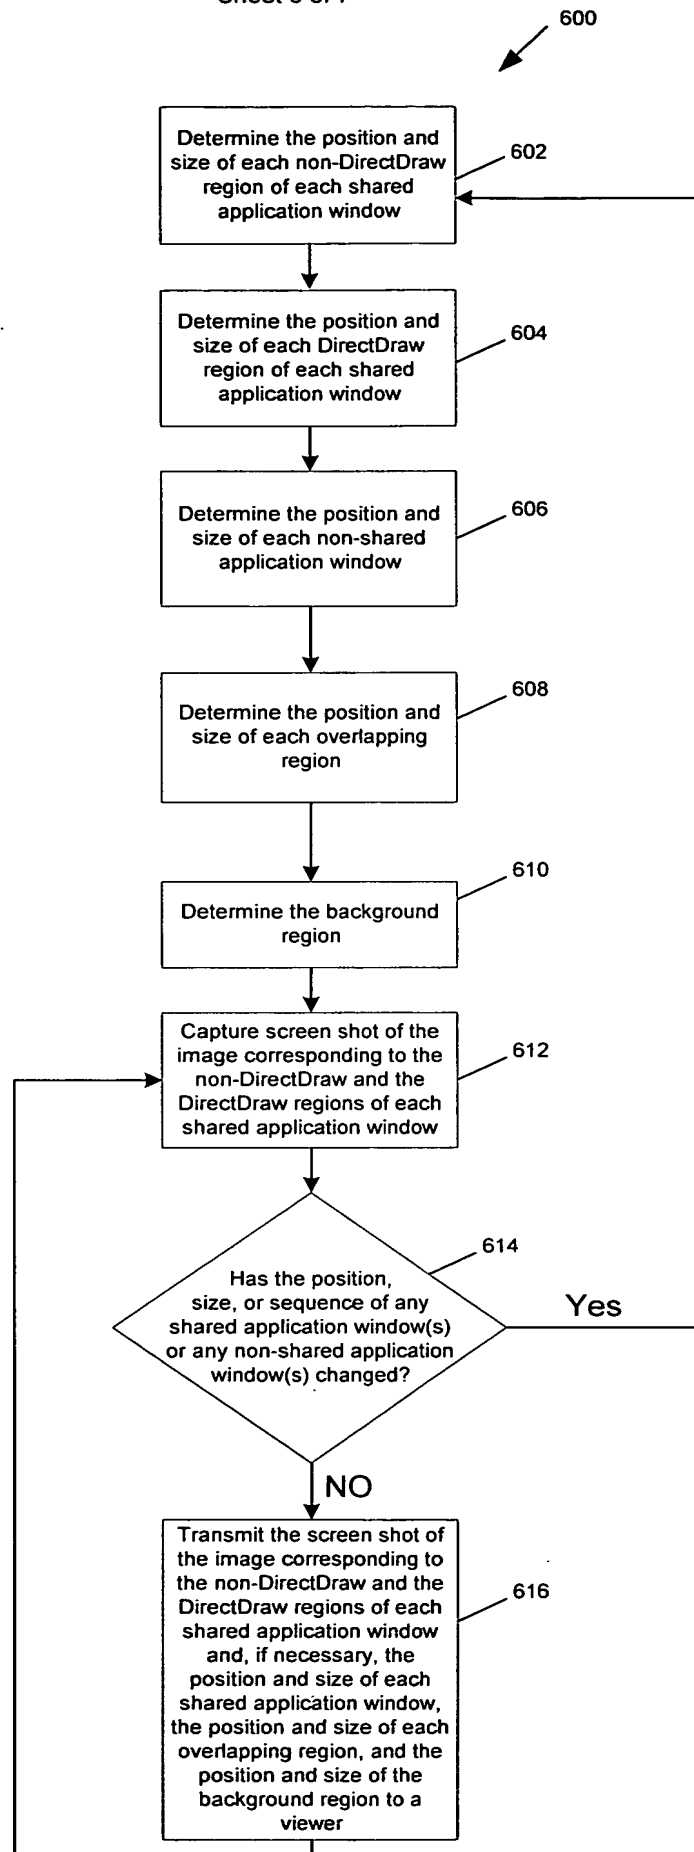 600
Determine the position and
size of each non-DirectDraw
region of each shared
application window
602
Determine the position and
size of each DirectDraw
region of each shared
application window
604
Determine the position and
size of each non-shared
application window
606
Determine the position and
size of each overlapping
region
608
Determine the background
region
610
Capture screen shot of the
image corresponding to the
non-DirectDraw and the
DirectDraw regions of each
shared application window
612
Has the position,
size, or sequence of any
shared application window(s)
or any non-shared application
window(s) changed?
614
Yes
NO
Transmit the screen shot of
the image corresponding to
the non-DirectDraw and the
DirectDraw regions of each
shared application window
and, if necessary, the
position and size of each
shared application window,
the position and size of each
overlapping region, and the
position and size of the
background region to a
viewer
616